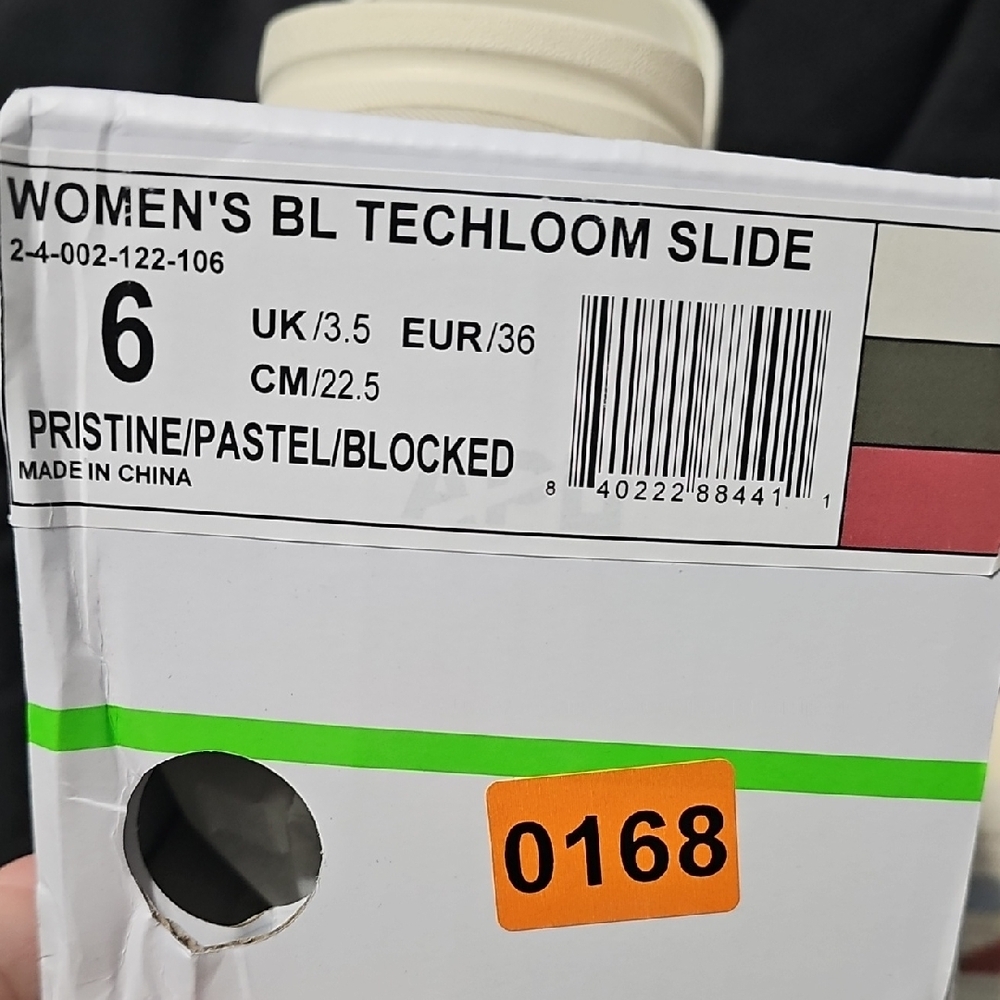 WOMEN'S BL TECHLOOM SLIDE
2-4-002-122-106
6
UK/3.5 EUR/36
CM/22.5
PRISTINE/PASTEL/BLOCKED
MADE IN CHINA
8 40222 88441 1
0168